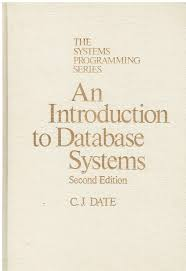 THE
SYSTEMS
PROGRAMMING
SERIES
An
Introduction
to Database
Systems
Second Edition
C. J. DATE